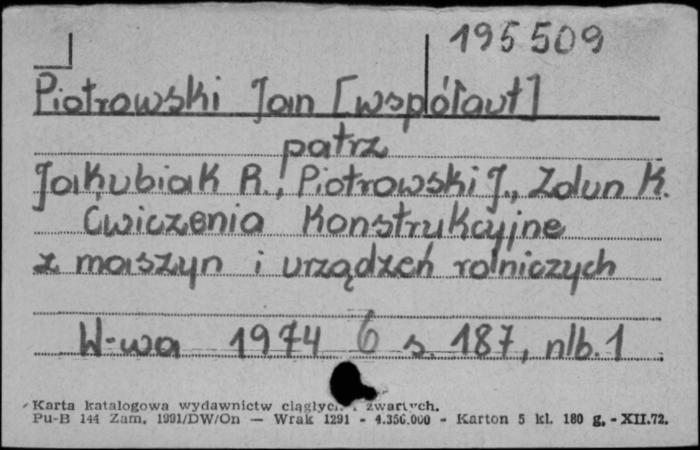 195509
Piotrowski Jan [współaut]
patrz
Jakubiak R., Piotrowski J., Zdun K.
Ćwiczenia konstrukcyjne
z maszyn i urządzeń rolniczych
W-wa 1974 6 s. 187, nlb. 1
Karta katalogowa wydawnictw ciągłych i zwartych.
Pu-B 144 Zam. 1991/DW/On — Wrak 1291 - 4.356.000 - Karton 5 kl. 180 g. - XII.72.